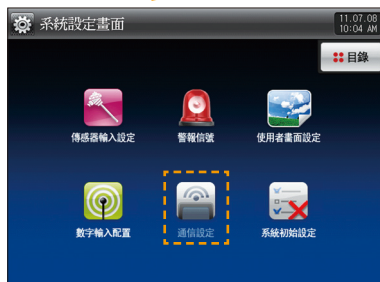 系統設定畫面
11.07.08
10:04 AM
目錄
傳感器輸入設定
警報信號
使用者畫面設定
數字輸入配置
通信設定
系統初始設定